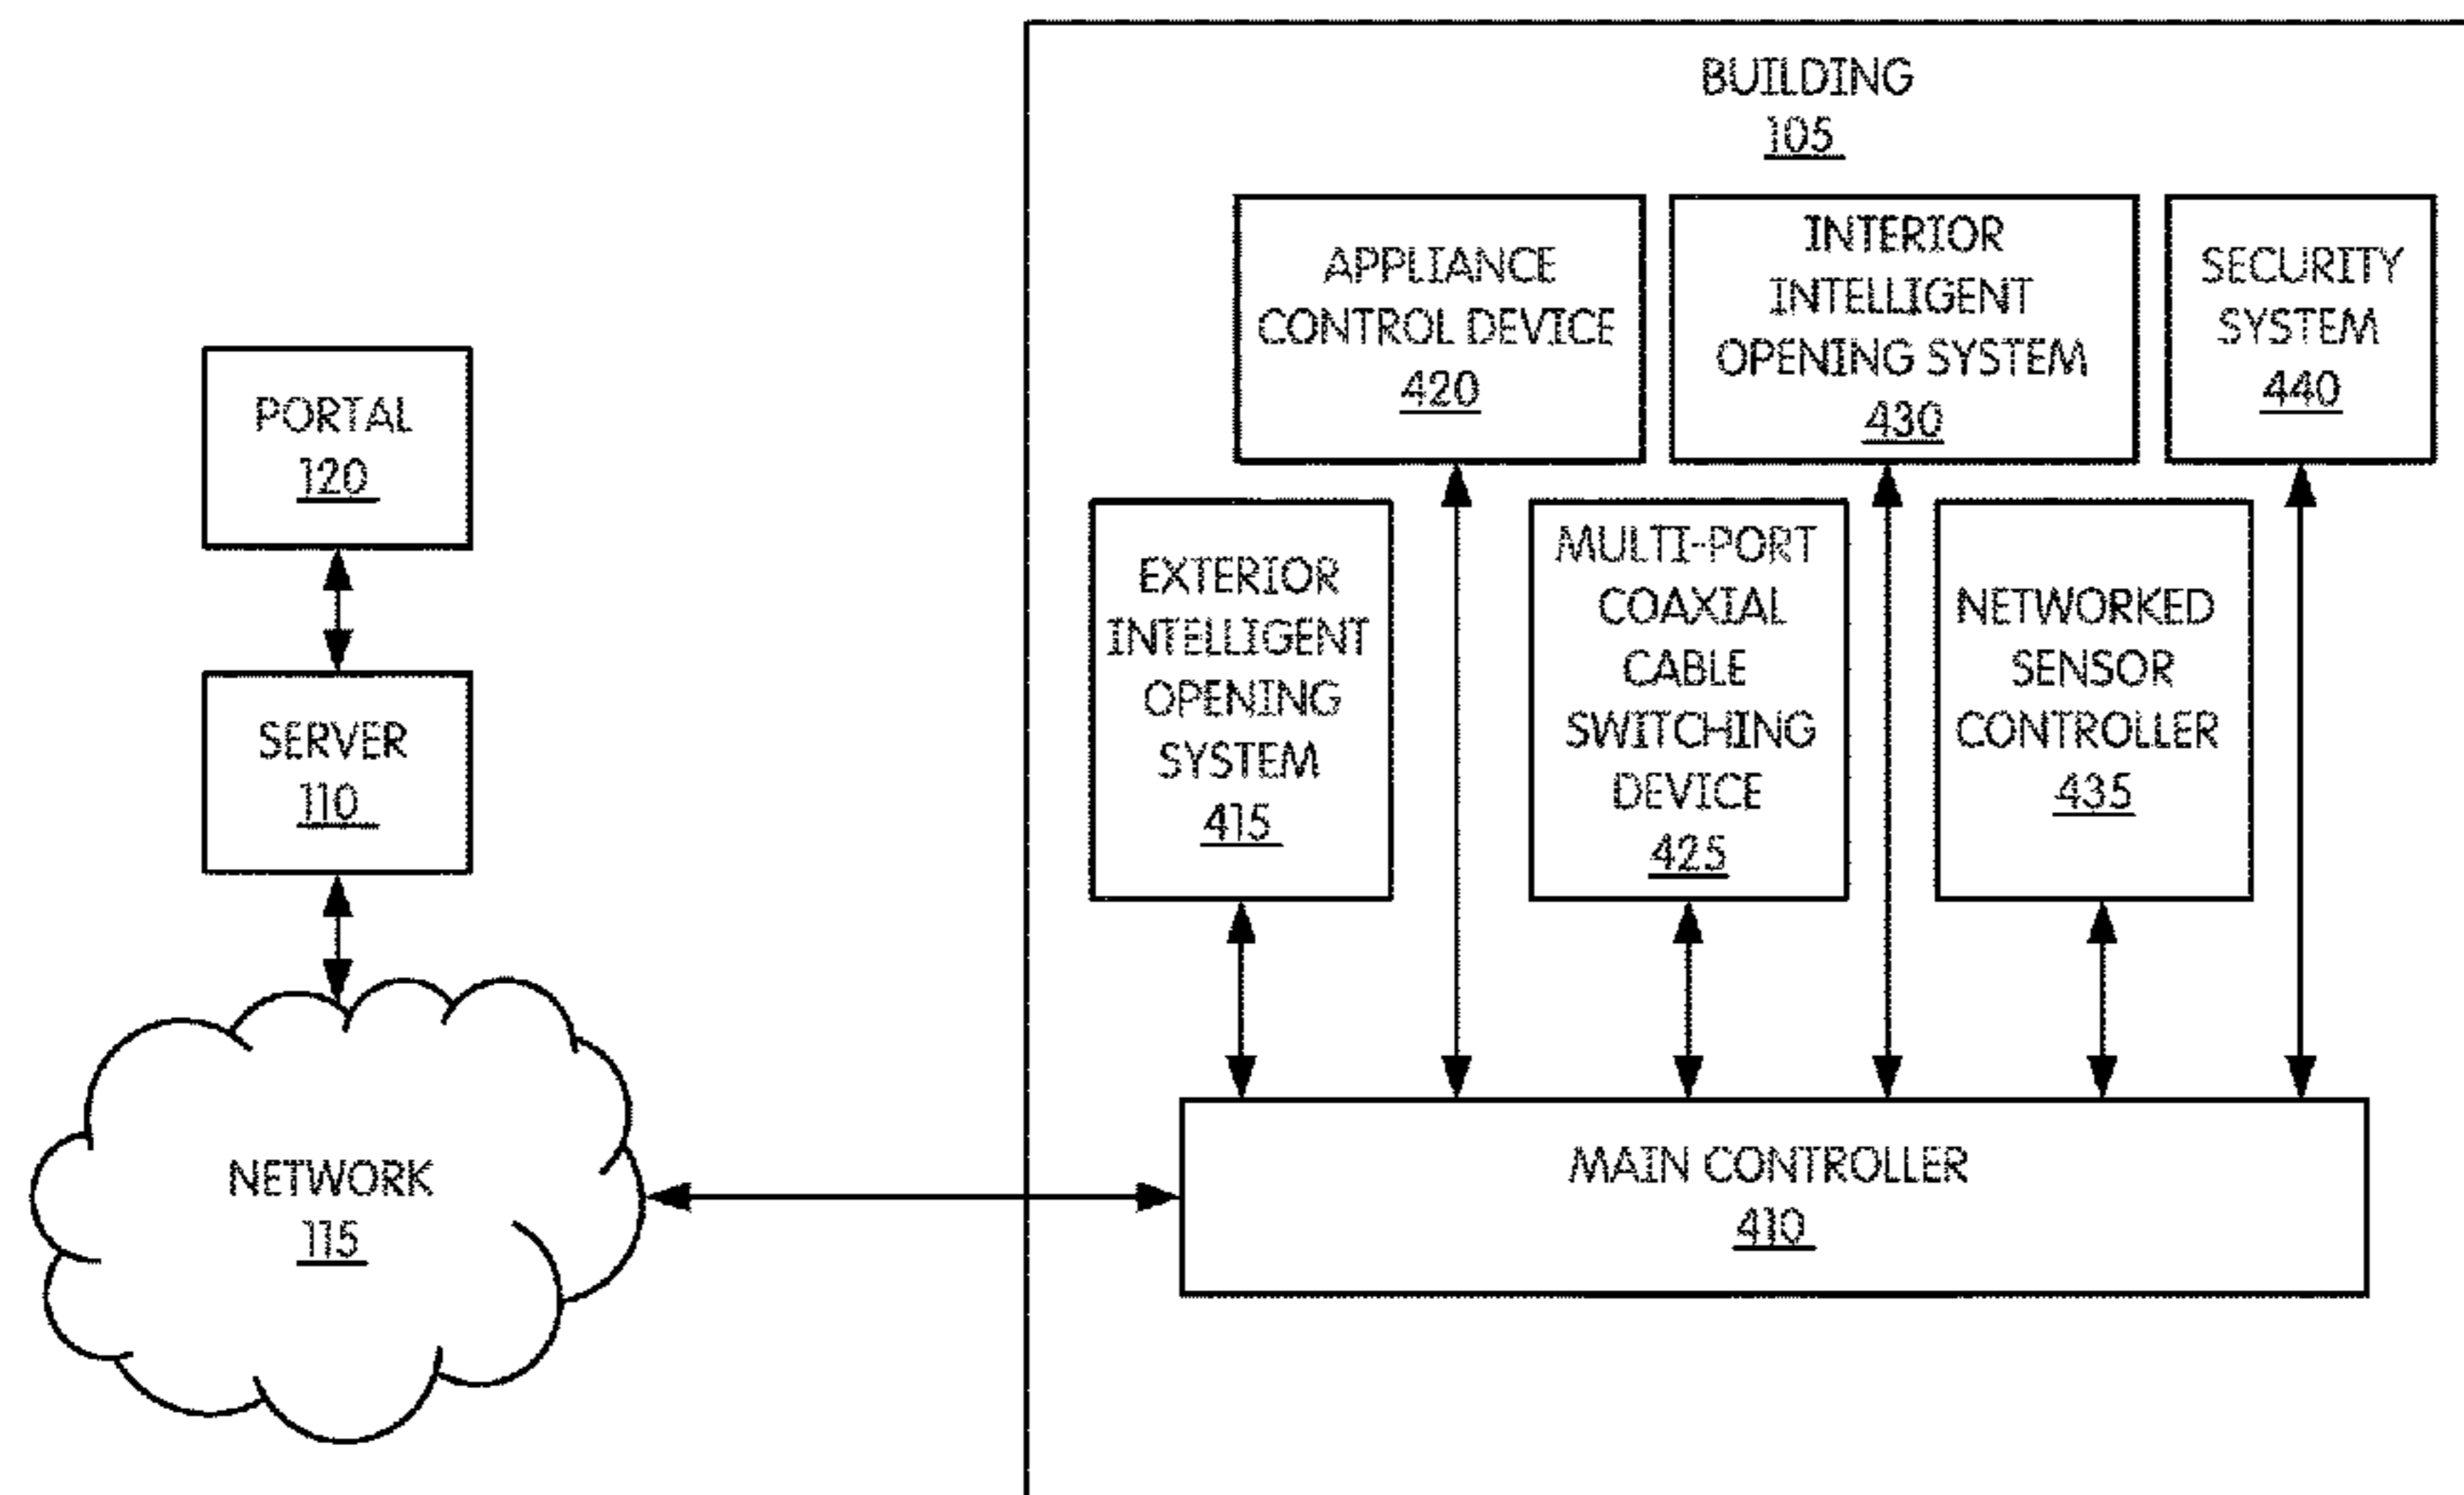 BUILDING
105
APPLIANCE
CONTROL DEVICE
420
INTERIOR
INTELLIGENT
OPENING SYSTEM
430
SECURITY
SYSTEM
440
PORTAL
120
EXTERIOR
INTELLIGENT
OPENING
SYSTEM
415
MULTI-PORT
COAXIAL
CABLE
SWITCHING
DEVICE
425
NETWORKED
SENSOR
CONTROLLER
435
SERVER
110
NETWORK
115
MAIN CONTROLLER
410